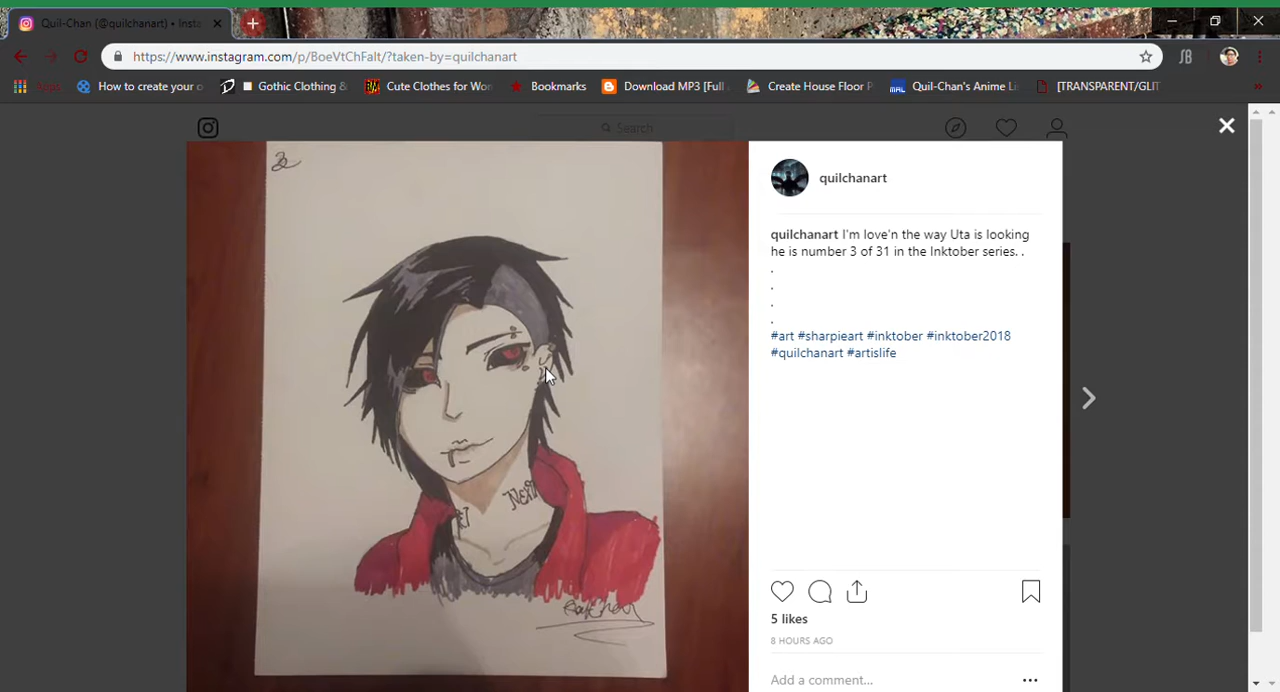 Quil-Chan (@quilchanart) • Insta
https://www.instagram.com/p/BoeVtChFalt/?taken-by=quilchanart
Apps
How to create your o
Gothic Clothing &
Cute Clothes for Wor
Bookmarks
Download MP3 [Full
Create House Floor P
MAL
Quil-Chan's Anime Li
[TRANSPARENT/GLIT
Search
quilchanart
quilchanart I'm love'n the way Uta is looking
he is number 3 of 31 in the Inktober series. .
.
.
.
.
#art #sharpieart #inktober #inktober2018
#quilchanart #artislife
5 likes
8 HOURS AGO
Add a comment...